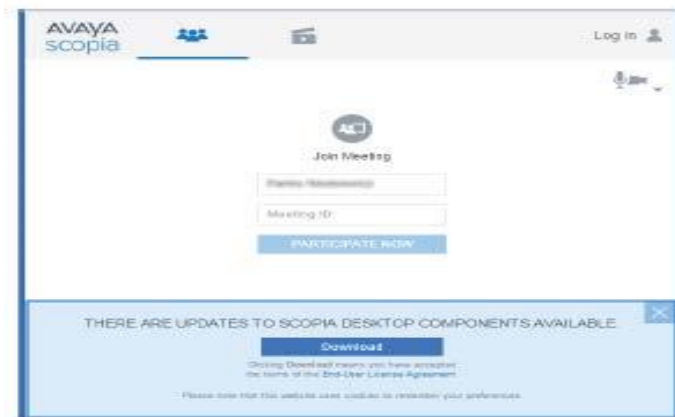 AVAYA
scopia
Log in
Join Meeting
Meeting ID
PARTICIPATE NOW
THERE ARE UPDATES TO SCOPIA DESKTOP COMPONENTS AVAILABLE
Download
Clicking Download means you have accepted
the terms of the End-User License Agreement
Please note that this website uses cookies to remember your preferences